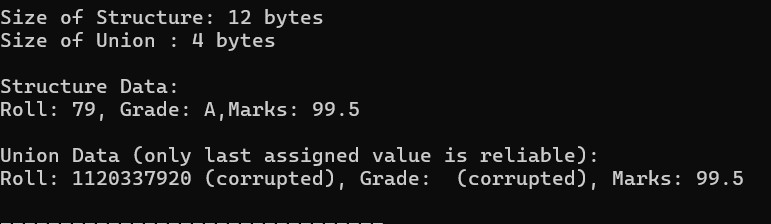 Size of Structure: 12 bytes
Size of Union : 4 bytes
Structure Data:
Roll: 79, Grade: A,Marks: 99.5
Union Data (only last assigned value is reliable):
Roll: 1120337920 (corrupted), Grade:  (corrupted), Marks: 99.5
--------------------------------